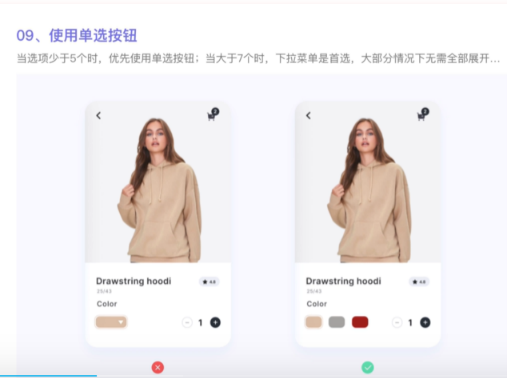 09、使用单选按钮
当选项少于5个时，优先使用单选按钮；当大于7个时，下拉菜单是首选，大部分情况下无需全部展开...
Drawstring hoodi
4.8
25/43
Color
1
Drawstring hoodi
4.8
25/43
Color
1